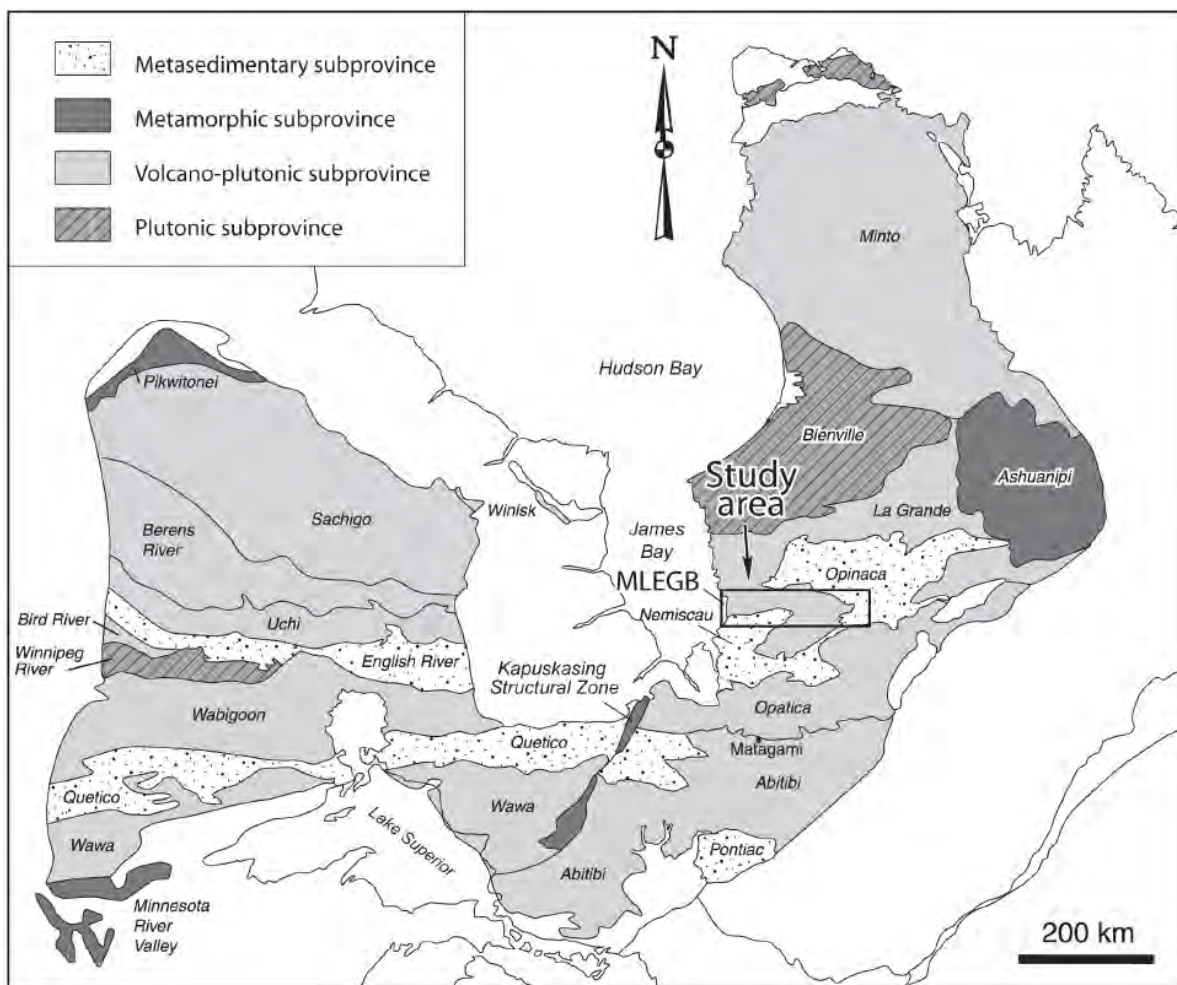 Metasedimentary subprovince
Metamorphic subprovince
Volcano-plutonic subprovince
Plutonic subprovince
N
Minto
Pikwitonei
Hudson Bay
Bienville
Ashuanipi
Study
area
La Grande
Sachigo
Winisk
Berens
River
James
Bay
Opinaca
MLEGB
Nemiscau
Uchi
Bird River
Winnipeg
River
English River
Kapuskasing
Structural Zone
Wabigoon
Opatica
Quetico
Matagami
Abitibi
Quetico
Wawa
Wawa
Lake Superior
Pontiac
Abitibi
Minnesota
River
Valley
200 km